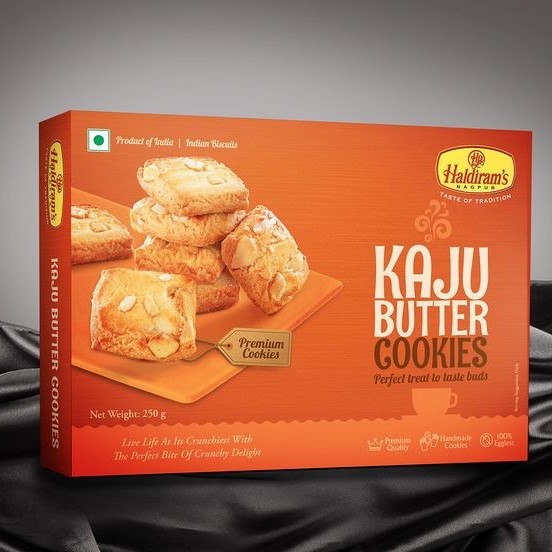 Product of India | Indian Biscuits
HR
Haldiram's
NAGPUR
TASTE OF TRADITION
Haldiram's
KAJU BUTTER COOKIES
KAJU
BUTTER
COOKIES
Perfect treat to taste buds
Premium
Cookies
Net Weight: 250 g
Live Life At Its Crunchiest With
The Perfect Bite Of Crunchy Delight
Premium
Quality
Handmade
Cookies
100%
Eggless